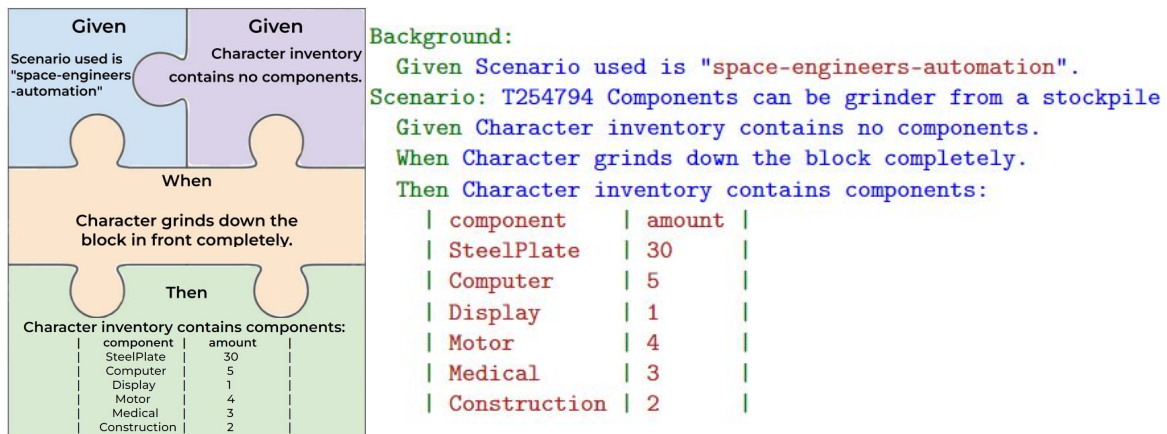 Given
Scenario used is
"space-engineers
-automation"
Given
Character inventory
contains no components.
When
Character grinds down the
block in front completely.
Then
Character inventory contains components:
| component | amount |
| SteelPlate | 30 |
| Computer | 5 |
| Display | 1 |
| Motor | 4 |
| Medical | 3 |
| Construction | 2 |
Background:
Given Scenario used is "space-engineers-automation".
Scenario: T254794 Components can be grinder from a stockpile
Given Character inventory contains no components.
When Character grinds down the block completely.
Then Character inventory contains components:
| component | amount |
| SteelPlate | 30 |
| Computer | 5 |
| Display | 1 |
| Motor | 4 |
| Medical | 3 |
| Construction | 2 |